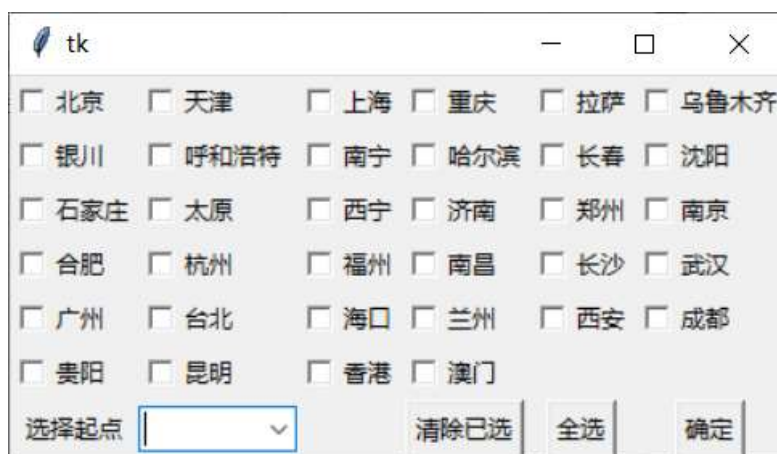 tk
北京 天津 上海 重庆 拉萨 乌鲁木齐
银川 呼和浩特 南宁 哈尔滨 长春 沈阳
石家庄 太原 西宁 济南 郑州 南京
合肥 杭州 福州 南昌 长沙 武汉
广州 台北 海口 兰州 西安 成都
贵阳 昆明 香港 澳门
选择起点 清除已选 全选 确定